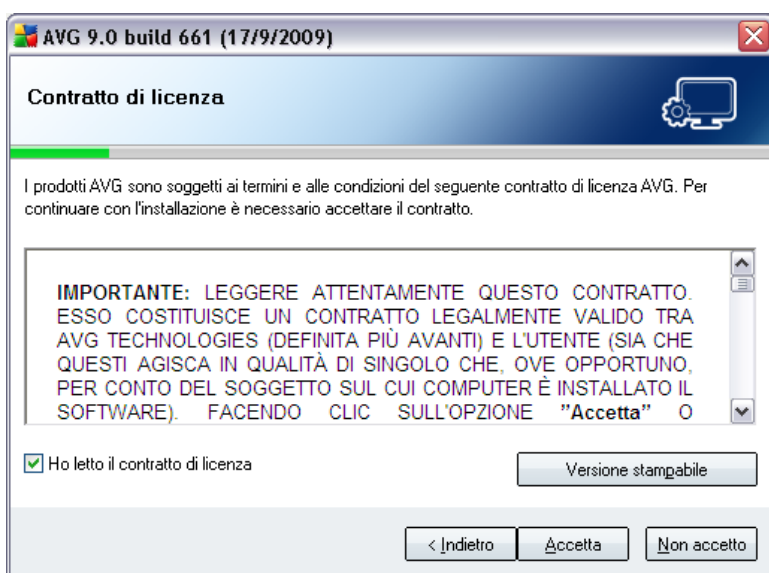 AVG 9.0 build 661 (17/9/2009)
Contratto di licenza
I prodotti AVG sono soggetti ai termini e alle condizioni del seguente contratto di licenza AVG. Per
continuare con l'installazione è necessario accettare il contratto.
IMPORTANTE: LEGGERE ATTENTAMENTE QUESTO CONTRATTO.
ESSO COSTITUISCE UN CONTRATTO LEGALMENTE VALIDO TRA
AVG TECHNOLOGIES (DEFINITA PIÙ AVANTI) E L'UTENTE (SIA CHE
QUESTI AGISCA IN QUALITÀ DI SINGOLO CHE, OVE OPPORTUNO,
PER CONTO DEL SOGGETTO SUL CUI COMPUTER È INSTALLATO IL
SOFTWARE). FACENDO CLIC SULL'OPZIONE "Accetta" O
Ho letto il contratto di licenza
Versione stampabile
< Indietro
Accetta
Non accetto